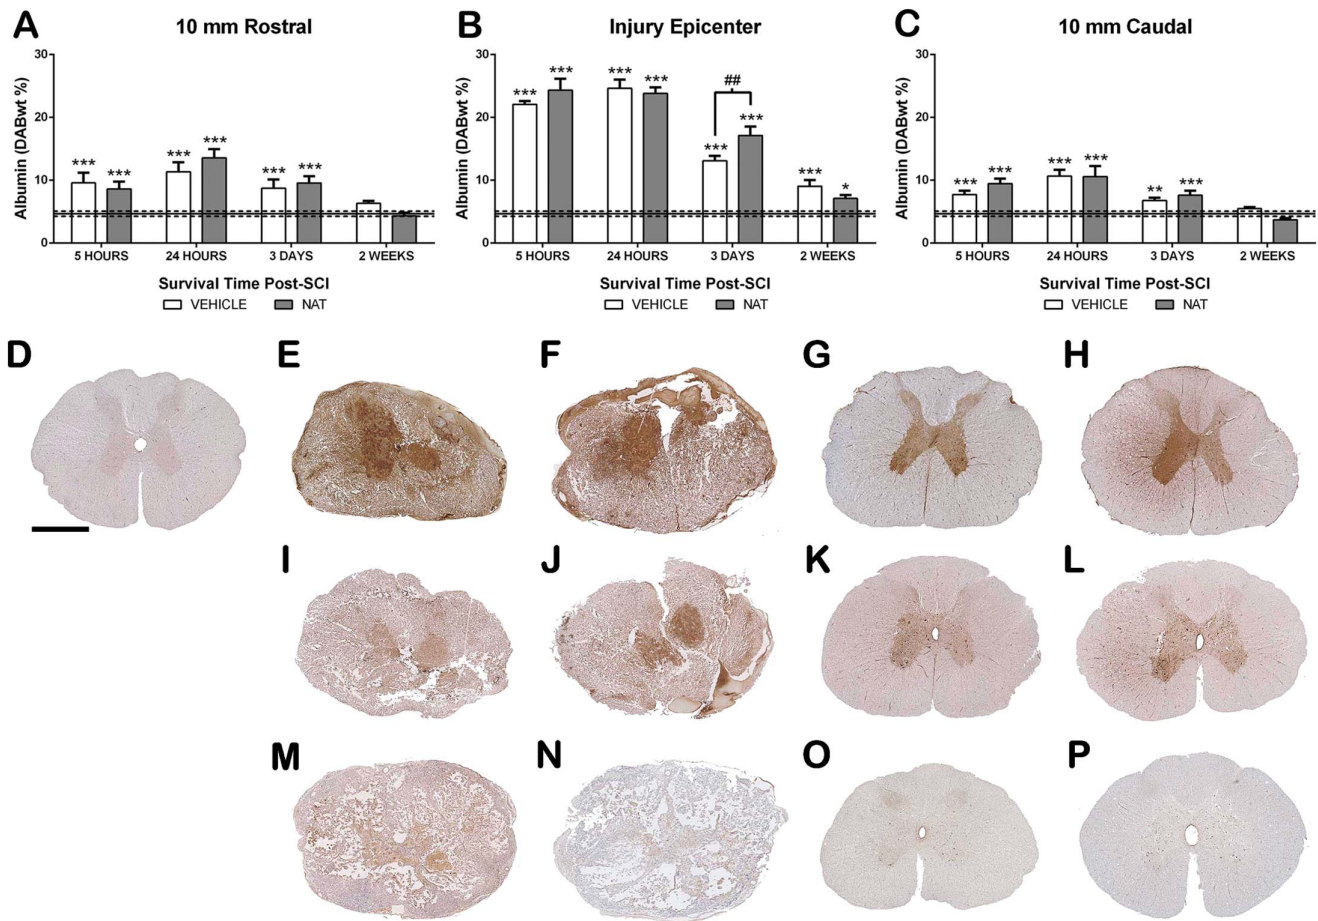 A 10 mm Rostral
Albumin (DABwt %)
30
20
10
0
*** *** *** *** *** ***
5 HOURS 24 HOURS 3 DAYS 2 WEEKS
Survival Time Post-SCI
VEHICLE NAT
B Injury Epicenter
Albumin (DABwt %)
30
20
10
0
*** *** *** *** *** ## *** *** *
5 HOURS 24 HOURS 3 DAYS 2 WEEKS
Survival Time Post-SCI
VEHICLE NAT
C 10 mm Caudal
Albumin (DABwt %)
30
20
10
0
*** *** *** *** ** ***
5 HOURS 24 HOURS 3 DAYS 2 WEEKS
Survival Time Post-SCI
VEHICLE NAT
D E F G H
I J K L
M N O P